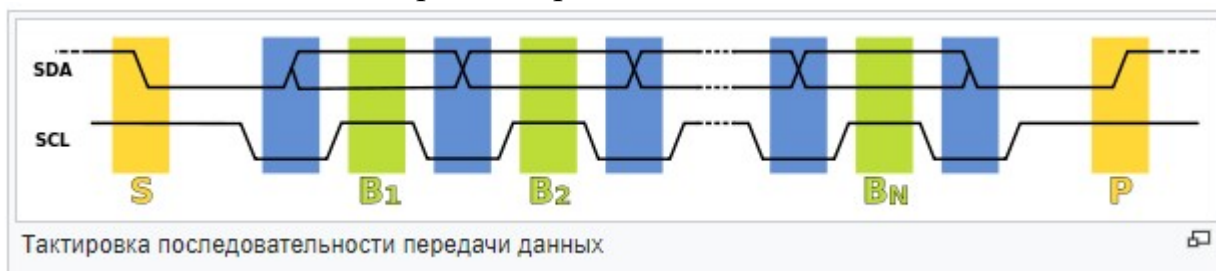 SDA
SCL
S B1 B2 BN P
Тактировка последовательности передачи данных